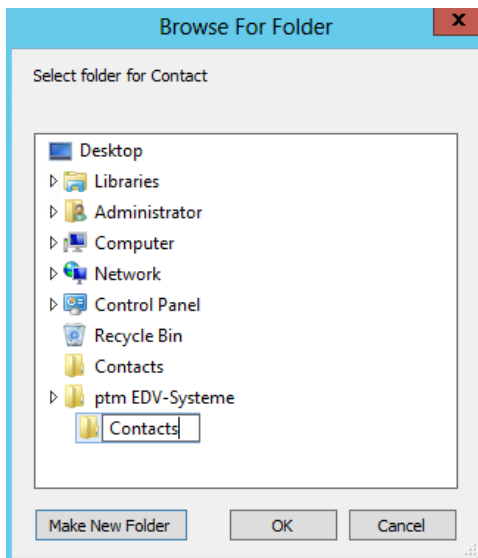 Browse For Folder
x
Select folder for Contact
Desktop
Libraries
Administrator
Computer
Network
Control Panel
Recycle Bin
Contacts
ptm EDV-Systeme
Contacts
Make New Folder
OK
Cancel